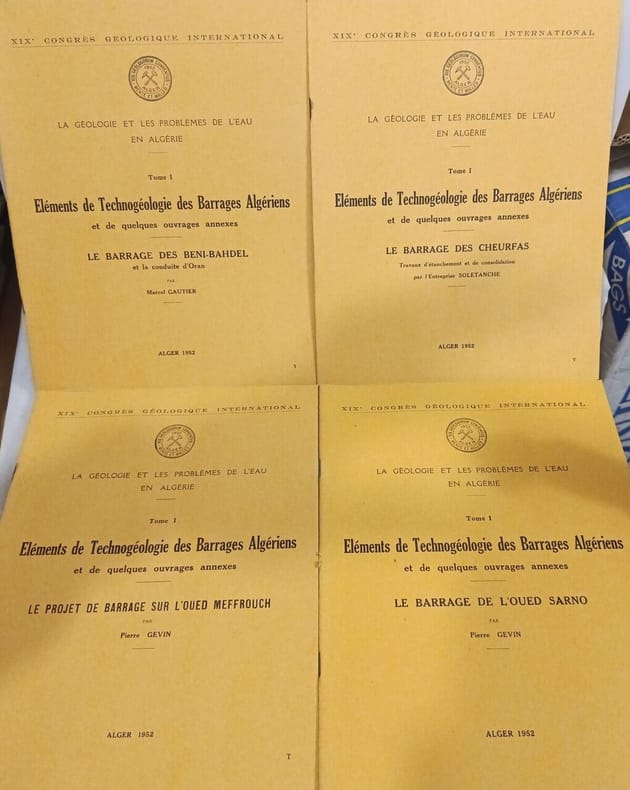 XIXᵉ CONGRÈS GÉOLOGIQUE INTERNATIONAL
1952
ALGER
LA GÉOLOGIE ET LES PROBLÈMES DE L'EAU
EN ALGÉRIE
Tome I
Eléments de Technogéologie des Barrages Algériens
et de quelques ouvrages annexes
LE BARRAGE DES BENI-BAHDEL
et la conduite d'Oran
PAR
Marcel GAUTIER
ALGER 1952
1
XIXᵉ CONGRÈS GÉOLOGIQUE INTERNATIONAL
1952
ALGER
LA GÉOLOGIE ET LES PROBLÈMES DE L'EAU
EN ALGÉRIE
Tome I
Eléments de Technogéologie des Barrages Algériens
et de quelques ouvrages annexes
LE BARRAGE DES CHEURFAS
Travaux d'étanchement et de consolidation
par l'Entreprise SOLETANCHE
ALGER 1952
T
XIXᵉ CONGRÈS GÉOLOGIQUE INTERNATIONAL
LA GÉOLOGIE ET LES PROBLÈMES DE L'EAU
EN ALGÉRIE
Tome I
Eléments de Technogéologie des Barrages Algériens
et de quelques ouvrages annexes
LE PROJET DE BARRAGE SUR L'OUED MEFFROUCH
PAR
Pierre GEVIN
ALGER 1952
T
XIXᵉ CONGRÈS GÉOLOGIQUE INTERNATIONAL
LA GÉOLOGIE ET LES PROBLÈMES DE L'EAU
EN ALGÉRIE
Tome I
Eléments de Technogéologie des Barrages Algériens
et de quelques ouvrages annexes
LE BARRAGE DE L'OUED SARNO
PAR
Pierre GEVIN
ALGER 1952
BAGS